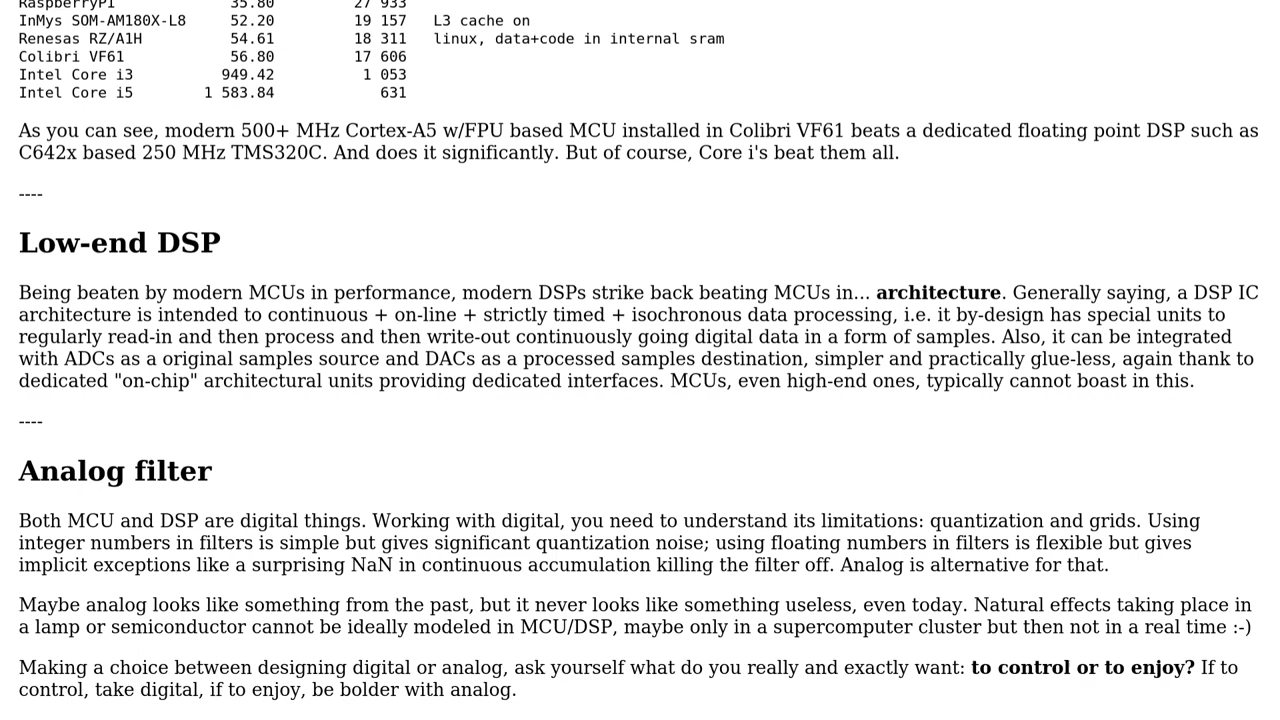 RaspberryPi          35.80         27 933
InMys SOM-AM180X-L8    52.20         19 157   L3 cache on
Renesas RZ/A1H         54.61         18 311   linux, data+code in internal sram
Colibri VF61           56.80         17 606
Intel Core i3         949.42          1 053
Intel Core i5       1 583.84            631
As you can see, modern 500+ MHz Cortex-A5 w/FPU based MCU installed in Colibri VF61 beats a dedicated floating point DSP such as
C642x based 250 MHz TMS320C. And does it significantly. But of course, Core i's beat them all.
----
Low-end DSP
Being beaten by modern MCUs in performance, modern DSPs strike back beating MCUs in... architecture. Generally saying, a DSP IC
architecture is intended to continuous + on-line + strictly timed + isochronous data processing, i.e. it by-design has special units to
regularly read-in and then process and then write-out continuously going digital data in a form of samples. Also, it can be integrated
with ADCs as a original samples source and DACs as a processed samples destination, simpler and practically glue-less, again thank to
dedicated "on-chip" architectural units providing dedicated interfaces. MCUs, even high-end ones, typically cannot boast in this.
----
Analog filter
Both MCU and DSP are digital things. Working with digital, you need to understand its limitations: quantization and grids. Using
integer numbers in filters is simple but gives significant quantization noise; using floating numbers in filters is flexible but gives
implicit exceptions like a surprising NaN in continuous accumulation killing the filter off. Analog is alternative for that.
Maybe analog looks like something from the past, but it never looks like something useless, even today. Natural effects taking place in
a lamp or semiconductor cannot be ideally modeled in MCU/DSP, maybe only in a supercomputer cluster but then not in a real time :-)
Making a choice between designing digital or analog, ask yourself what do you really and exactly want: to control or to enjoy? If to
control, take digital, if to enjoy, be bolder with analog.